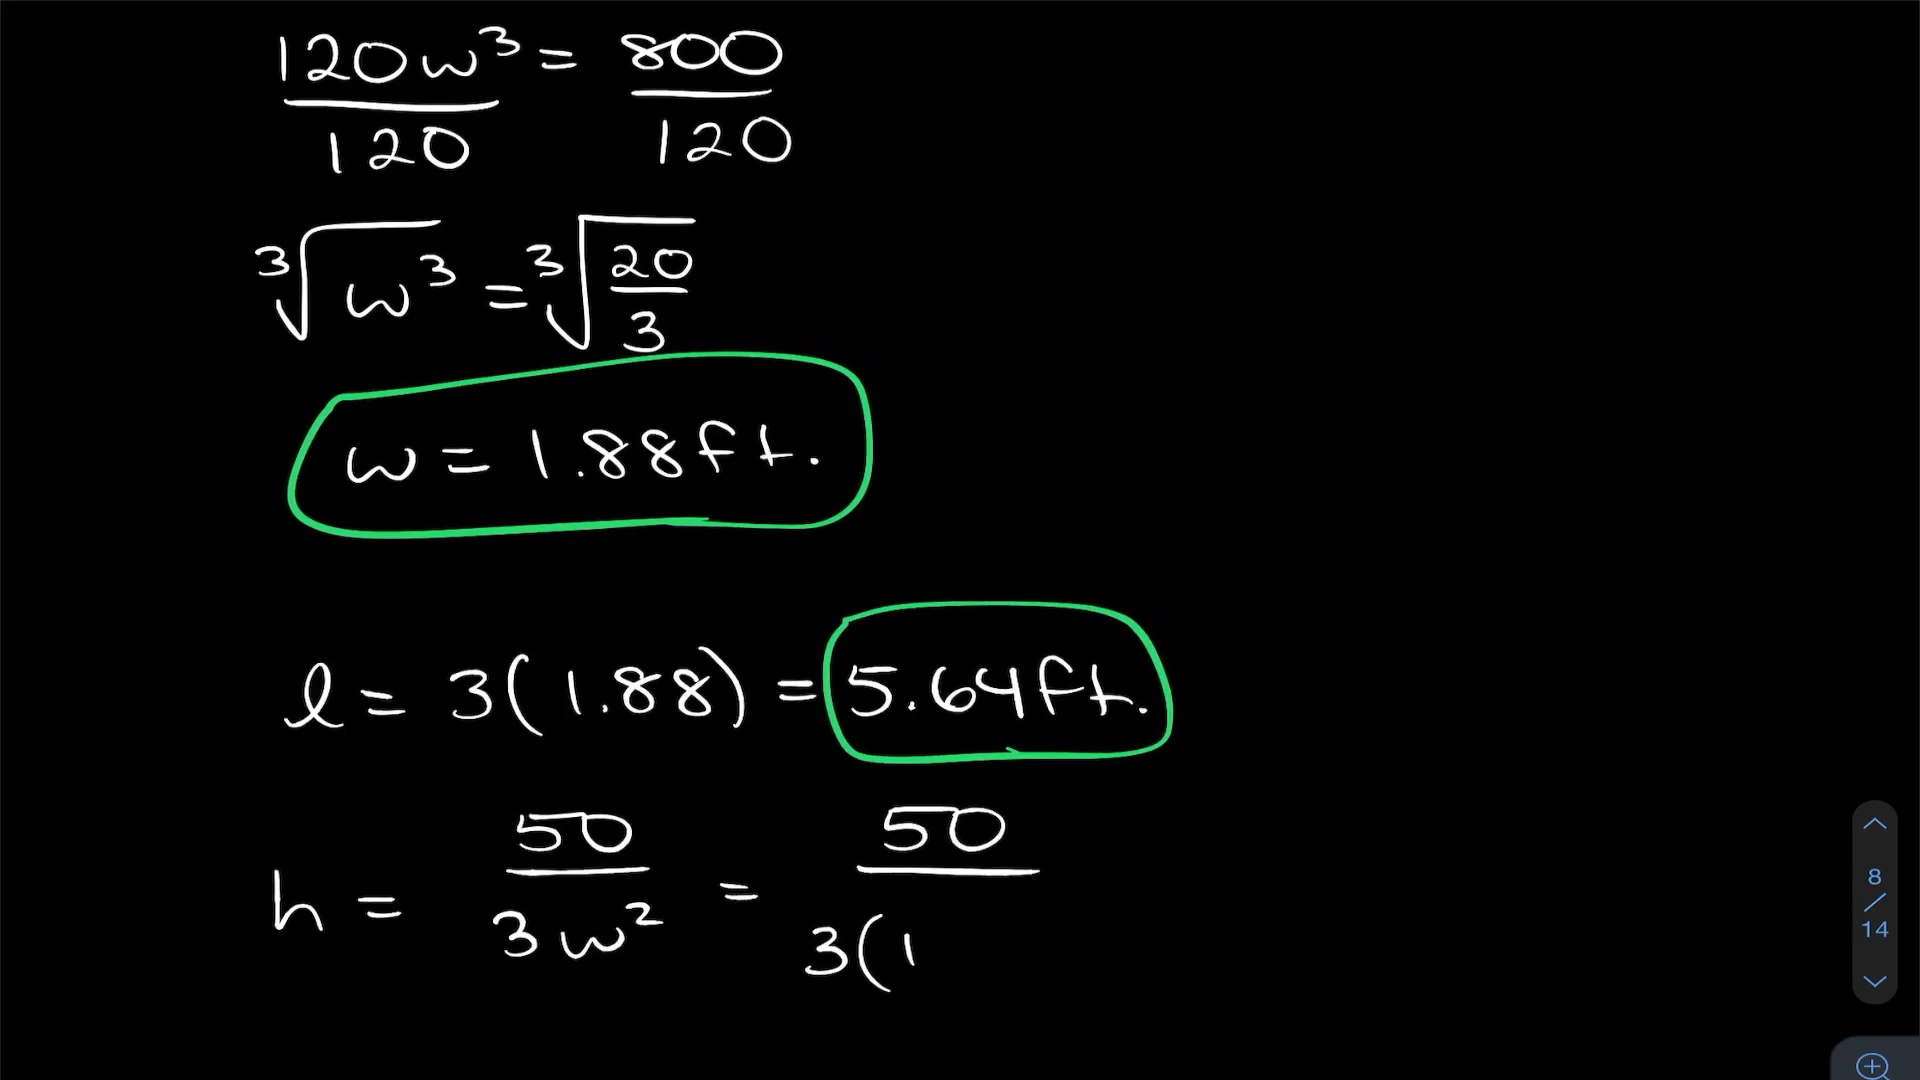 120w³ = 800
120 120
³√w³ = ³√20/3
w = 1.88ft.
l = 3(1.88) = 5.64ft.
h = 50/3w² = 50/3(1
8
/
14